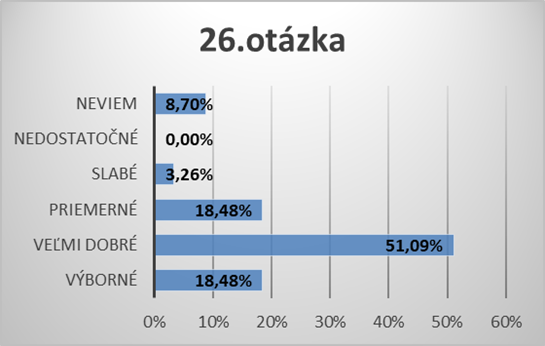 26.otázka
NEVIEM 8,70%
NEDOSTATOČNÉ 0,00%
SLABÉ 3,26%
PRIEMERNÉ 18,48%
VEĽMI DOBRÉ 51,09%
VÝBORNÉ 18,48%
0% 10% 20% 30% 40% 50% 60%